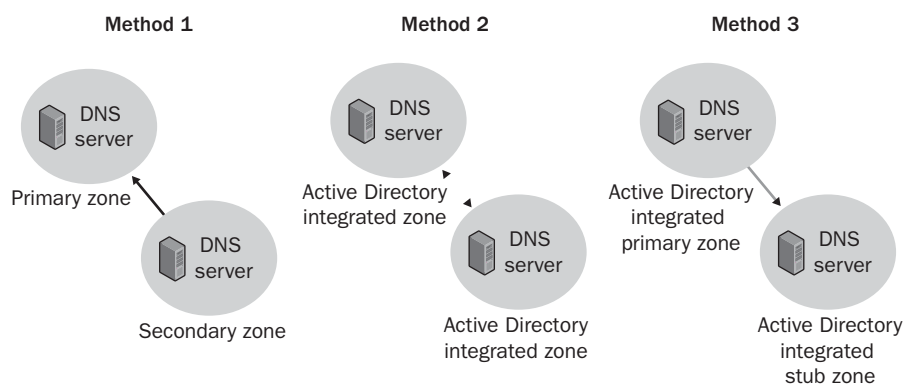 Method 1
DNS
server
Primary zone
DNS
server
Secondary zone
Method 2
DNS
server
Active Directory
integrated zone
DNS
server
Active Directory
integrated zone
Method 3
DNS
server
Active Directory
integrated
primary zone
DNS
server
Active Directory
integrated
stub zone